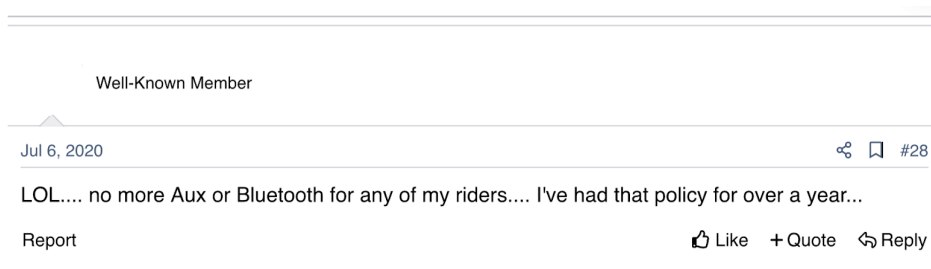 Well-Known Member
Jul 6, 2020 #28
LOL.... no more Aux or Bluetooth for any of my riders.... I've had that policy for over a year...
Report Like + Quote Reply